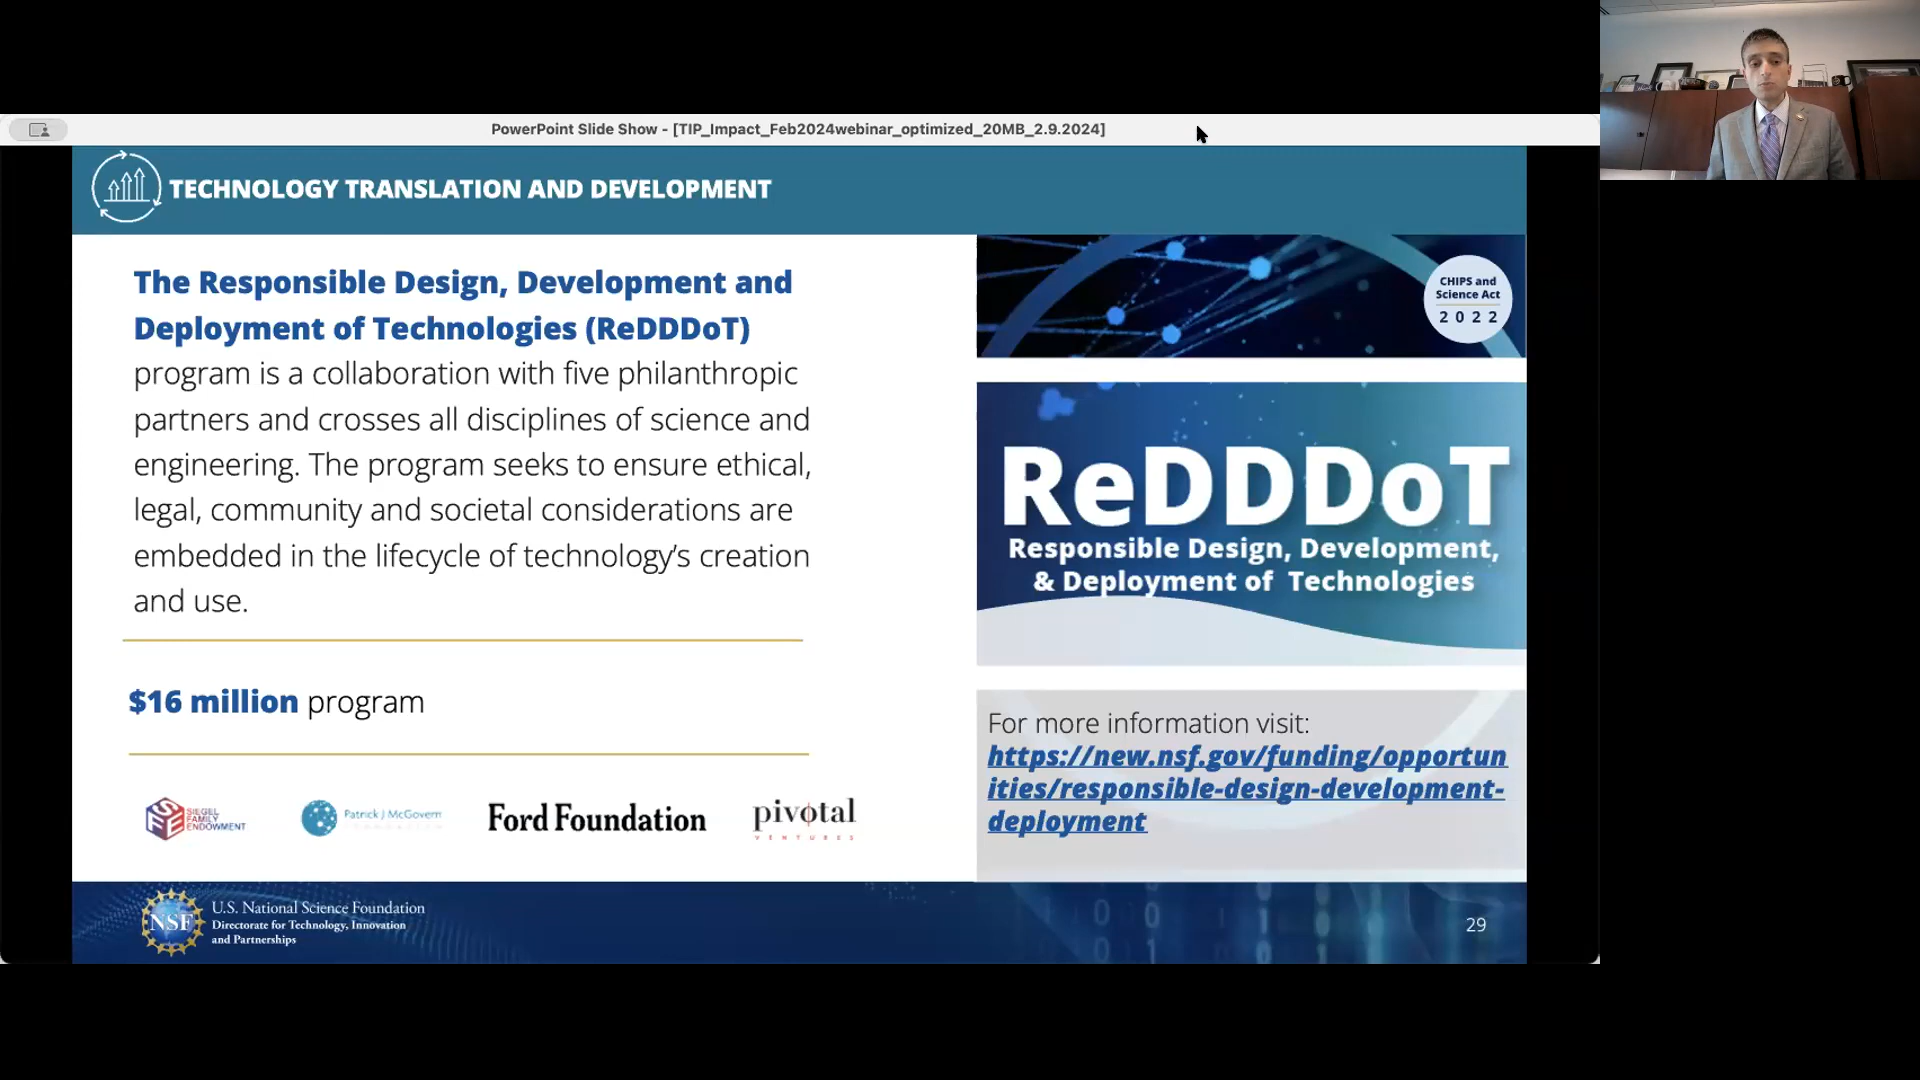 PowerPoint Slide Show - [TIP_Impact_Feb2024webinar_optimized_20MB_2.9.2024]
TECHNOLOGY TRANSLATION AND DEVELOPMENT
The Responsible Design, Development and
Deployment of Technologies (ReDDDoT)
program is a collaboration with five philanthropic
partners and crosses all disciplines of science and
engineering. The program seeks to ensure ethical,
legal, community and societal considerations are
embedded in the lifecycle of technology’s creation
and use.
$16 million program
SIEGEL
FAMILY
ENDOWMENT
Patrick J McGovern
Ford Foundation
pivotal
VENTURES
CHIPS and
Science Act
2022
ReDDDoT
Responsible Design, Development,
& Deployment of Technologies
For more information visit:
https://new.nsf.gov/funding/opportun
ities/responsible-design-development-
deployment
NSF
U.S. National Science Foundation
Directorate for Technology, Innovation
and Partnerships
29